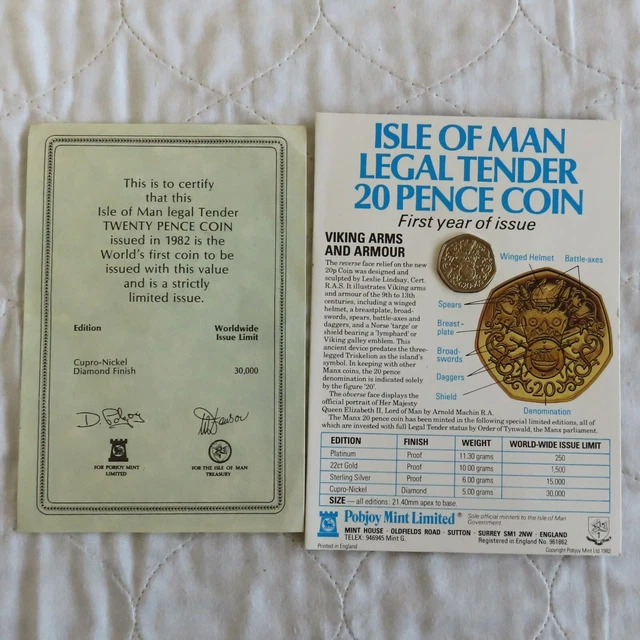 This is to certify
that this
Isle of Man legal Tender
TWENTY PENCE COIN
issued in 1982 is the
World's first coin to be
issued with this value
and is a strictly
limited issue.
Edition Worldwide
Issue Limit
Cupro-Nickel
Diamond Finish 30,000
FOR POBJOY MINT
LIMITED
FOR THE ISLE OF MAN
TREASURY
ISLE OF MAN
LEGAL TENDER
20 PENCE COIN
First year of issue
VIKING ARMS
AND ARMOUR
The reverse face relief on the new
20p Coin was designed and
sculpted by Leslie Lindsay, Cert.
R.A.S. It illustrates Viking arms
and armour of the 9th to 13th
centuries, including winged
helmet, a breastplate, broad-
swords, spears, battle-axes and
daggers, and a Norse 'targe' or
shield bearing a 'lymphard' or
Viking galley emblem. This
ancient device predates the three-
legged Triskelion as the island's
symbol. In keeping with other
Manx coins, the 20 pence
denomination is indicated solely
by the figure '20'.
The obverse face displays the
official portrait of Her Majesty
Queen Elizabeth II, Lord of Man by Arnold Machin R.A.
The Manx 20 pence coin has been minted in the following special limited editions, all of
which are invested with full Legal Tender status by Order of Tynwald, the Manx parliament.
Winged Helmet
Battle-axes
Spears
Breast-
plate
Broad-
swords
Daggers
Shield
Denomination
20
EDITION FINISH WEIGHT WORLD-WIDE ISSUE LIMIT
Platinum Proof 11.30 grams 250
22ct Gold Proof 10.00 grams 1,500
Sterling Silver Proof 6.00 grams 15,000
Cupro-Nickel Diamond 5.00 grams 30,000
SIZE — all editions: 21.40mm apex to base.
Pobjoy Mint Limited® Sole official minters to the Isle of Man
Government
MINT HOUSE · OLDFIELDS ROAD · SUTTON · SURREY SM1 2NW · ENGLAND
TELEX: 946945 Mint G. Registered in England No. 961862
Printed in England Copyright Pobjoy Mint Ltd 1982